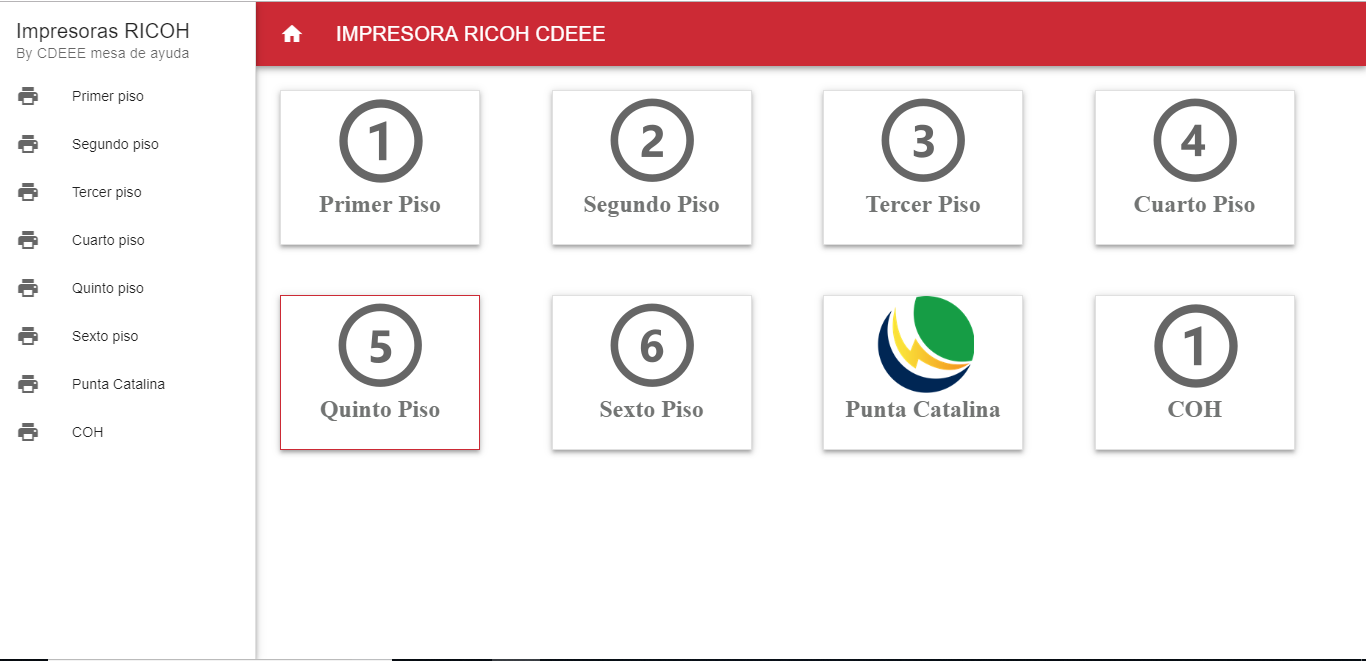 Impresoras RICOH
By CDEEE mesa de ayuda
Primer piso
Segundo piso
Tercer piso
Cuarto piso
Quinto piso
Sexto piso
Punta Catalina
COH
IMPRESORA RICOH CDEEE
1
Primer Piso
2
Segundo Piso
3
Tercer Piso
4
Cuarto Piso
5
Quinto Piso
6
Sexto Piso
Punta Catalina
1
COH